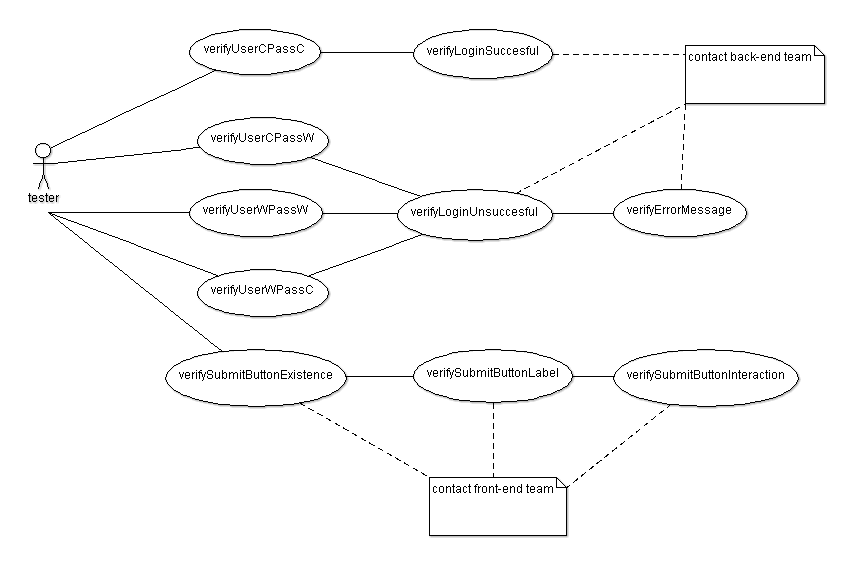 verifyUserCPassC
verifyLoginSuccesful
contact back-end team
verifyUserCPassW
tester
verifyUserWPassW
verifyLoginUnsuccesful
verifyErrorMessage
verifyUserWPassC
verifySubmitButtonExistence
verifySubmitButtonLabel
verifySubmitButtonInteraction
contact front-end team